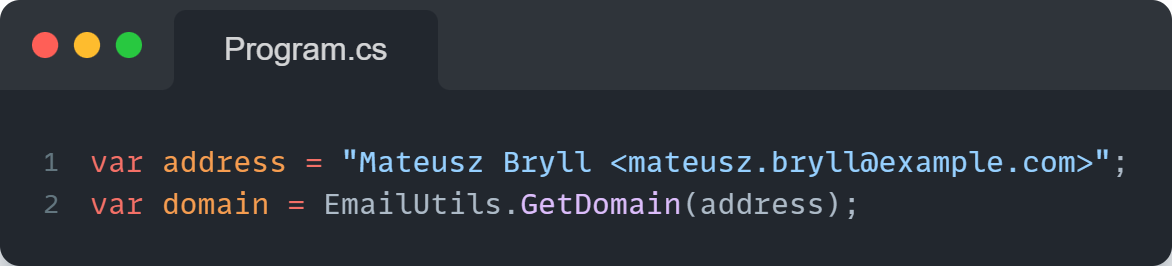 Program.cs
1 var address = "Mateusz Bryll <mateusz.bryll@example.com>";
2 var domain = EmailUtils.GetDomain(address);